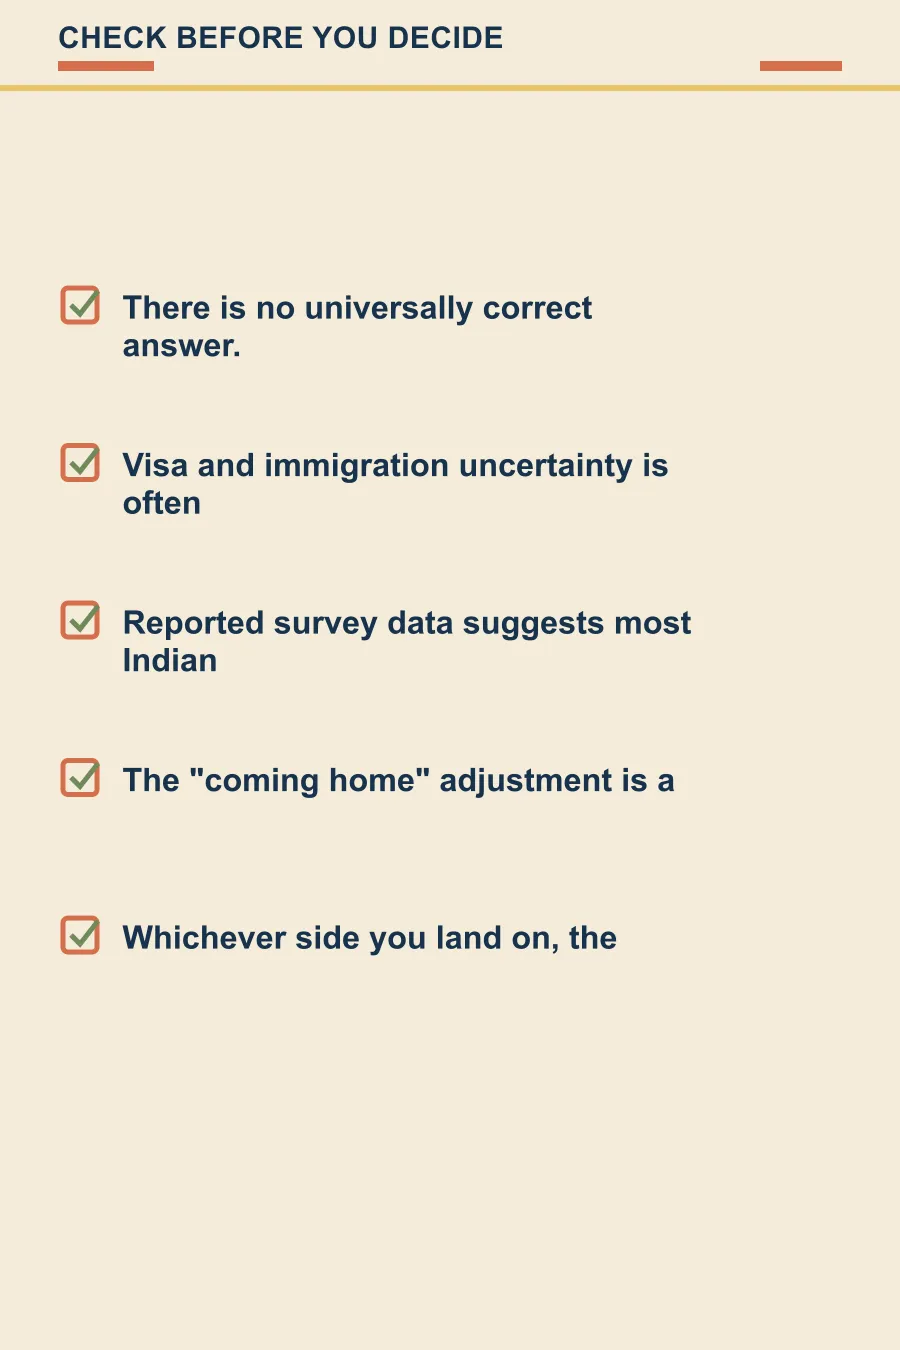 CHECK BEFORE YOU DECIDE
There is no universally correct
answer.
Visa and immigration uncertainty is
often
Reported survey data suggests most
Indian
The "coming home" adjustment is a
Whichever side you land on, the